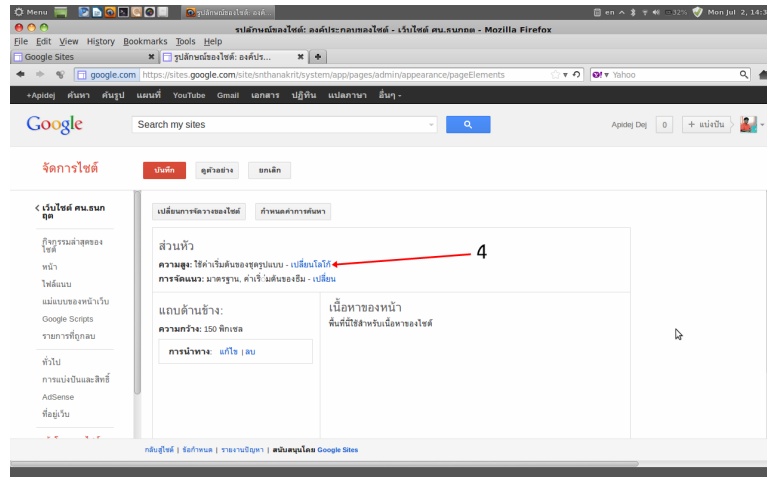 Menu
รูปลักษณ์ของไซต์: องค์...
en
32%
Mon Jul 2, 14:3
รูปลักษณ์ของไซต์: องค์ประกอบของไซต์ - เว็บไซต์ ศน.ธนกฤต - Mozilla Firefox
File Edit View History Bookmarks Tools Help
Google Sites
รูปลักษณ์ของไซต์: องค์ปร...
google.com https://sites.google.com/site/snthanakrit/system/app/pages/admin/appearance/pageElements
Yahoo
+Apidej ค้นหา ค้นรูป แผนที่ YouTube Gmail เอกสาร ปฏิทิน แปลภาษา อื่นๆ
Google
Search my sites
Apidej Dej 0 + แบ่งปัน
จัดการไซต์
บันทึก ดูตัวอย่าง ยกเลิก
< เว็บไซต์ ศน.ธนกฤต
เปลี่ยนการจัดวางของไซต์ กำหนดค่าการค้นหา
กิจกรรมล่าสุดของไซต์
หน้า
ไฟล์แนบ
แม่แบบของหน้าเว็บ
Google Scripts
รายการที่ถูกลบ
ทั่วไป
การแบ่งปันและสิทธิ์
AdSense
ที่อยู่เว็บ
ส่วนหัว
ความสูง: ใช้ค่าเริ่มต้นของชุดรูปแบบ - เปลี่ยนโลโก้
4
การจัดแนว: มาตรฐาน, ค่าเริ่มต้นของธีม - เปลี่ยน
แถบด้านข้าง:
ความกว้าง: 150 พิกเซล
การนำทาง: แก้ไข | ลบ
เนื้อหาของหน้า
พื้นที่นี้ใช้สำหรับเนื้อหาของไซต์
กลับสู่ไซต์ | ข้อกำหนด | รายงานปัญหา | สนับสนุนโดย Google Sites